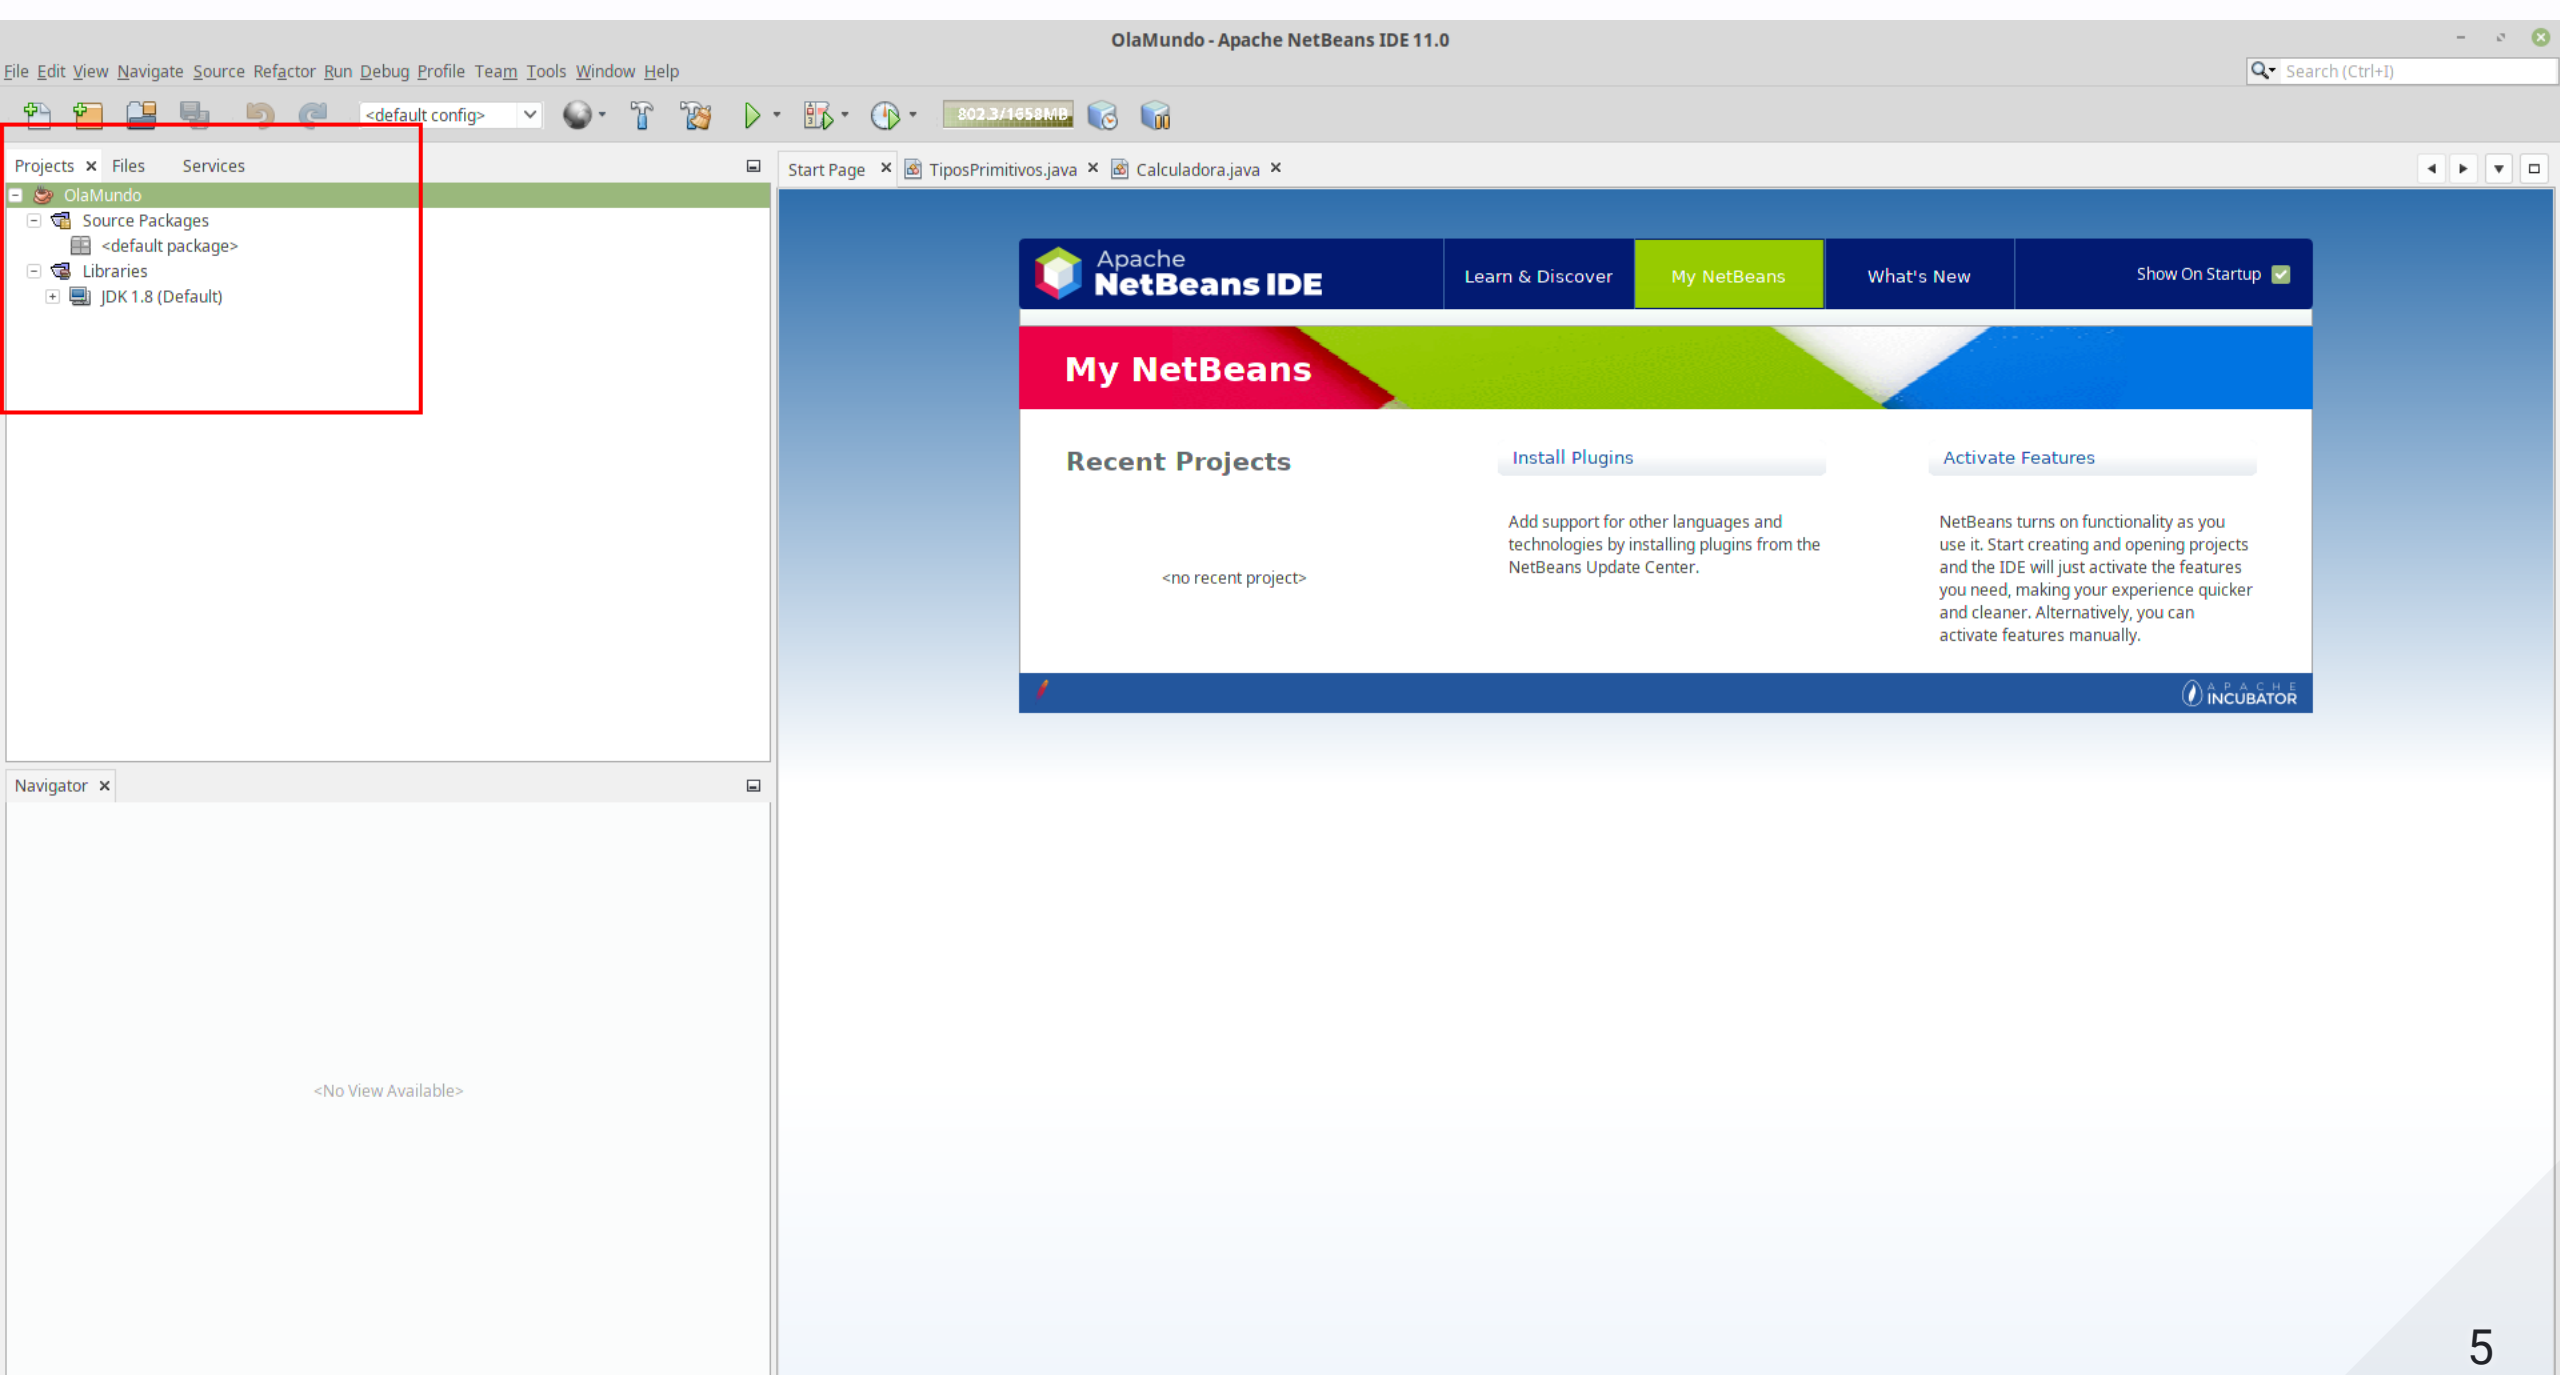 OlaMundo - Apache NetBeans IDE 11.0
File Edit View Navigate Source Refactor Run Debug Profile Team Tools Window Help
Search (Ctrl+I)
<default config>
802.3/1658MB
Projects Files Services
OlaMundo
Source Packages
<default package>
Libraries
JDK 1.8 (Default)
Start Page TiposPrimitivos.java Calculadora.java
Apache
NetBeans IDE
Learn & Discover
My NetBeans
What's New
Show On Startup
My NetBeans
Recent Projects
<no recent project>
Install Plugins
Add support for other languages and
technologies by installing plugins from the
NetBeans Update Center.
Activate Features
NetBeans turns on functionality as you
use it. Start creating and opening projects
and the IDE will just activate the features
you need, making your experience quicker
and cleaner. Alternatively, you can
activate features manually.
APACHE
INCUBATOR
Navigator
<No View Available>
5